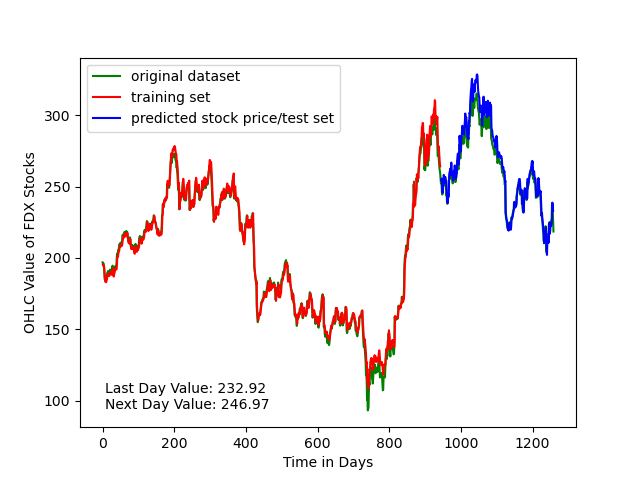 original dataset
training set
predicted stock price/test set
OHLC Value of FDX Stocks
300
250
200
150
100
Last Day Value: 232.92
Next Day Value: 246.97
0 200 400 600 800 1000 1200
Time in Days